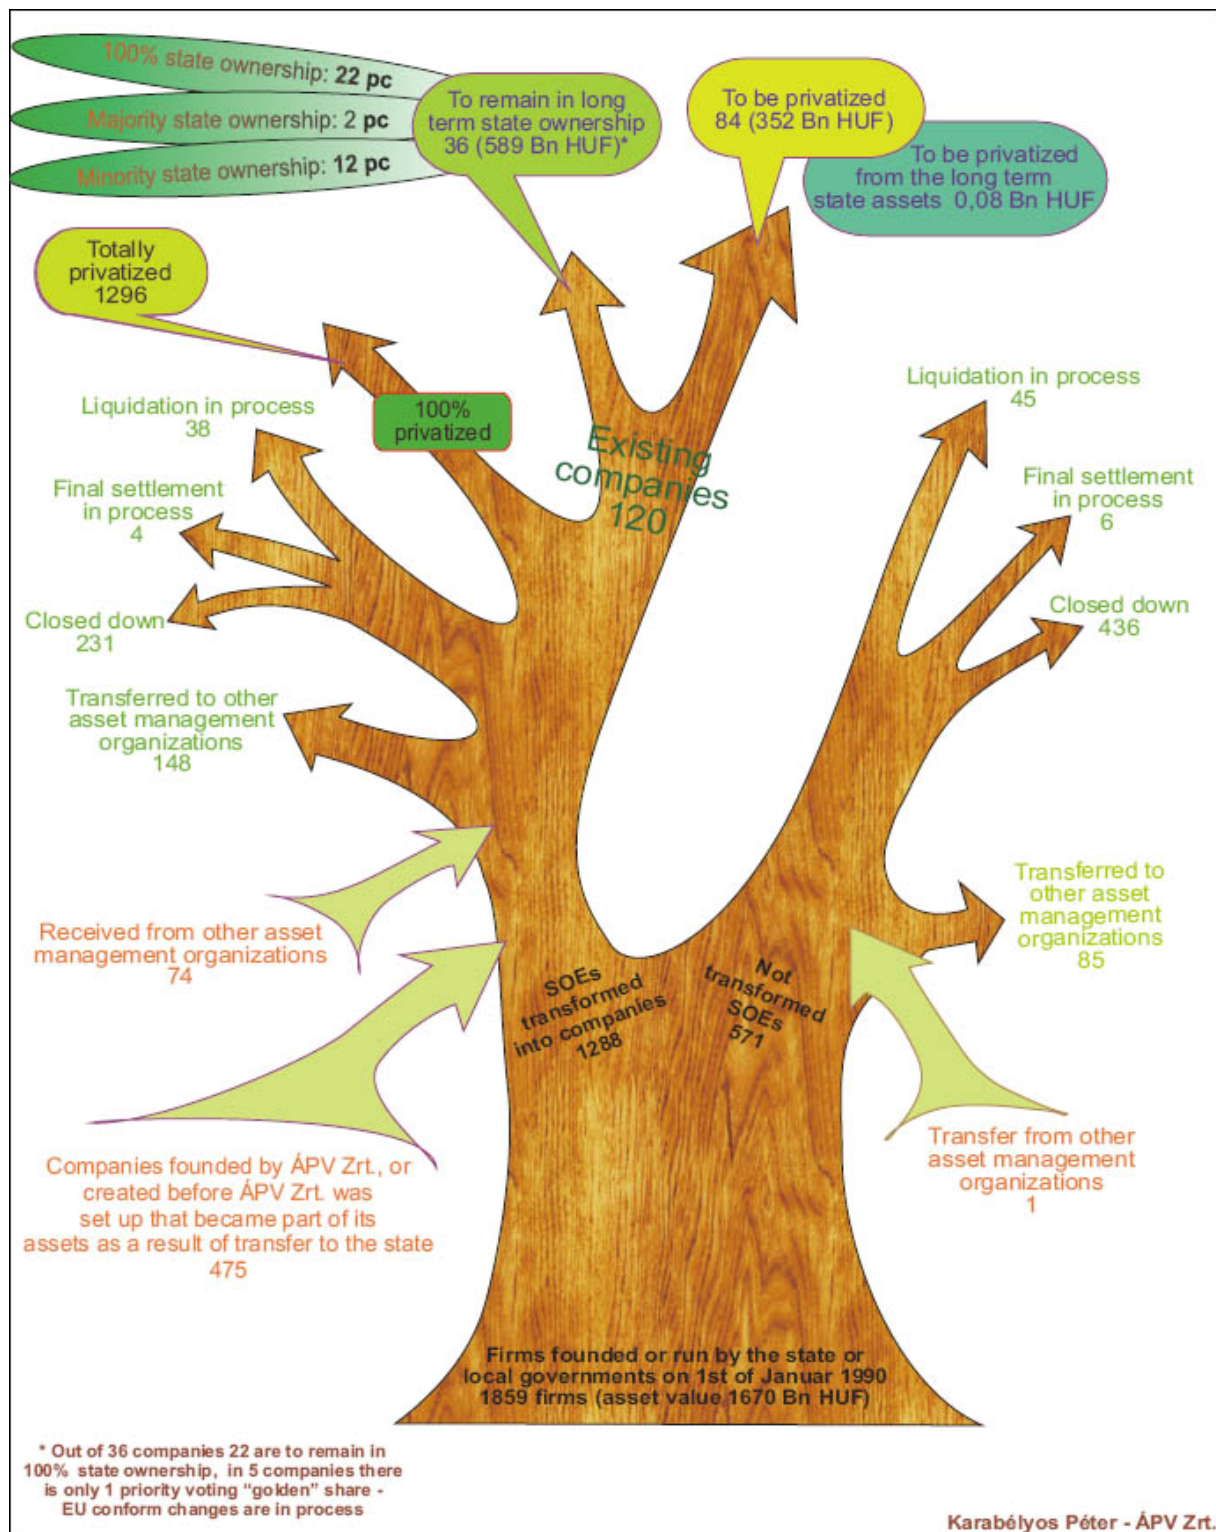 100% state ownership: 22 pc
Majority state ownership: 2 pc
Minority state ownership: 12 pc
To remain in long
term state ownership
36 (589 Bn HUF)*
To be privatized
84 (352 Bn HUF)
To be privatized
from the long term
state assets 0,08 Bn HUF
Totally
privatized
1296
100%
privatized
Existing
companies
120
Liquidation in process
38
Final settlement
in process
4
Closed down
231
Transferred to other
asset management
organizations
148
Liquidation in process
45
Final settlement
in process
6
Closed down
436
Transferred to
other asset
management
organizations
85
Received from other asset
management organizations
74
SOEs
transformed
into companies
1288
Not
transformed
SOEs
571
Companies founded by ÁPV Zrt., or
created before ÁPV Zrt. was
set up that became part of its
assets as a result of transfer to the state
475
Transfer from other
asset management
organizations
1
Firms founded or run by the state or
local governments on 1st of Januar 1990
1859 firms (asset value 1670 Bn HUF)
* Out of 36 companies 22 are to remain in
100% state ownership, in 5 companies there
is only 1 priority voting “golden” share -
EU conform changes are in process
Karabélyos Péter - ÁPV Zrt.